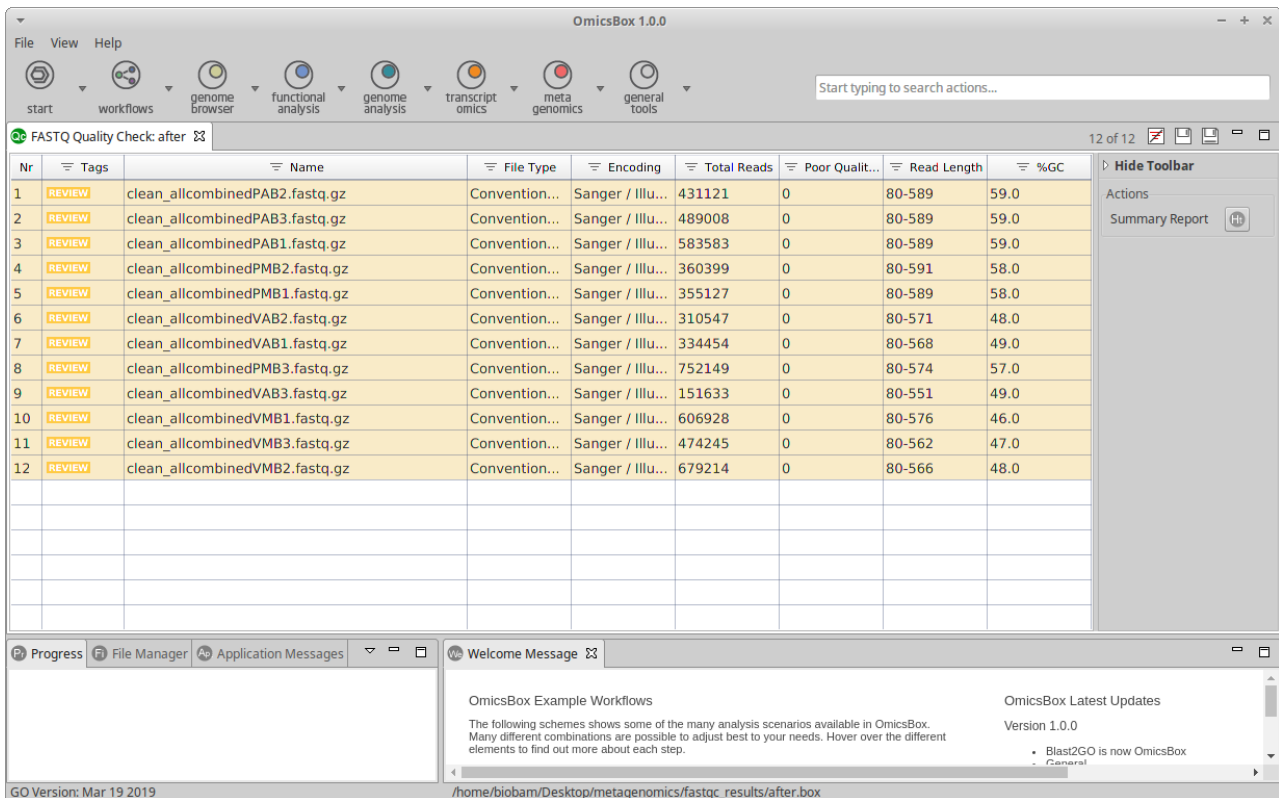 OmicsBox 1.0.0
File View Help
start workflows genome browser functional analysis genome analysis transcript omics meta genomics general tools
Start typing to search actions...
Qc FASTQ Quality Check: after
12 of 12
Nr Tags Name File Type Encoding Total Reads Poor Qualit... Read Length %GC
1 REVIEW clean_allcombinedPAB2.fastq.gz Convention... Sanger / Illu... 431121 0 80-589 59.0
2 REVIEW clean_allcombinedPAB3.fastq.gz Convention... Sanger / Illu... 489008 0 80-589 59.0
3 REVIEW clean_allcombinedPAB1.fastq.gz Convention... Sanger / Illu... 583583 0 80-589 59.0
4 REVIEW clean_allcombinedPMB2.fastq.gz Convention... Sanger / Illu... 360399 0 80-591 58.0
5 REVIEW clean_allcombinedPMB1.fastq.gz Convention... Sanger / Illu... 355127 0 80-589 58.0
6 REVIEW clean_allcombinedVAB2.fastq.gz Convention... Sanger / Illu... 310547 0 80-571 48.0
7 REVIEW clean_allcombinedVAB1.fastq.gz Convention... Sanger / Illu... 334454 0 80-568 49.0
8 REVIEW clean_allcombinedPMB3.fastq.gz Convention... Sanger / Illu... 752149 0 80-574 57.0
9 REVIEW clean_allcombinedVAB3.fastq.gz Convention... Sanger / Illu... 151633 0 80-551 49.0
10 REVIEW clean_allcombinedVMB1.fastq.gz Convention... Sanger / Illu... 606928 0 80-576 46.0
11 REVIEW clean_allcombinedVMB3.fastq.gz Convention... Sanger / Illu... 474245 0 80-562 47.0
12 REVIEW clean_allcombinedVMB2.fastq.gz Convention... Sanger / Illu... 679214 0 80-566 48.0
Hide Toolbar
Actions
Summary Report
Pr Progress Fi File Manager Ap Application Messages
We Welcome Message
OmicsBox Example Workflows
The following schemes shows some of the many analysis scenarios available in OmicsBox.
Many different combinations are possible to adjust best to your needs. Hover over the different
elements to find out more about each step.
OmicsBox Latest Updates
Version 1.0.0
• Blast2GO is now OmicsBox
• General
GO Version: Mar 19 2019
/home/biobam/Desktop/metagenomics/fastqc_results/after.box